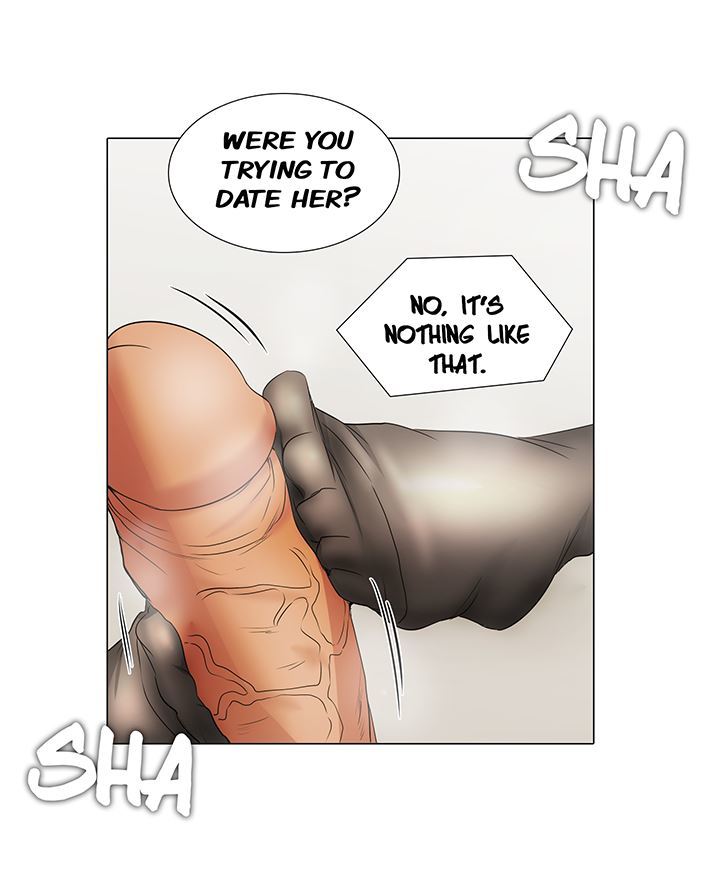 SHA
WERE YOU
TRYING TO
DATE HER?
NO, IT'S
NOTHING LIKE
THAT.
SHA